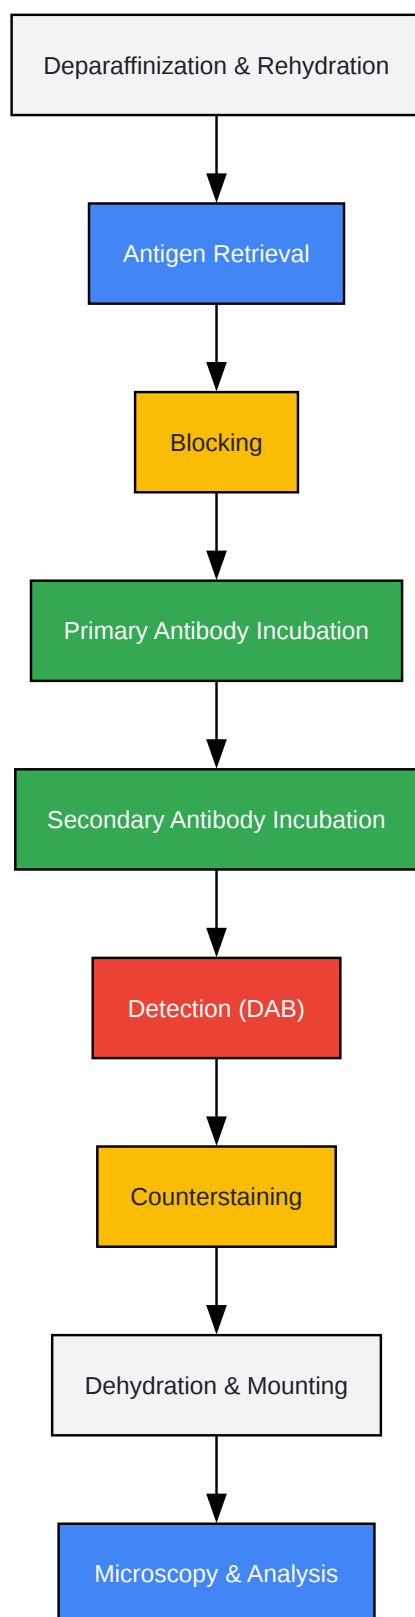 Deparaffinization & Rehydration
Antigen Retrieval
Blocking
Primary Antibody Incubation
Secondary Antibody Incubation
Detection (DAB)
Counterstaining
Dehydration & Mounting
Microscopy & Analysis